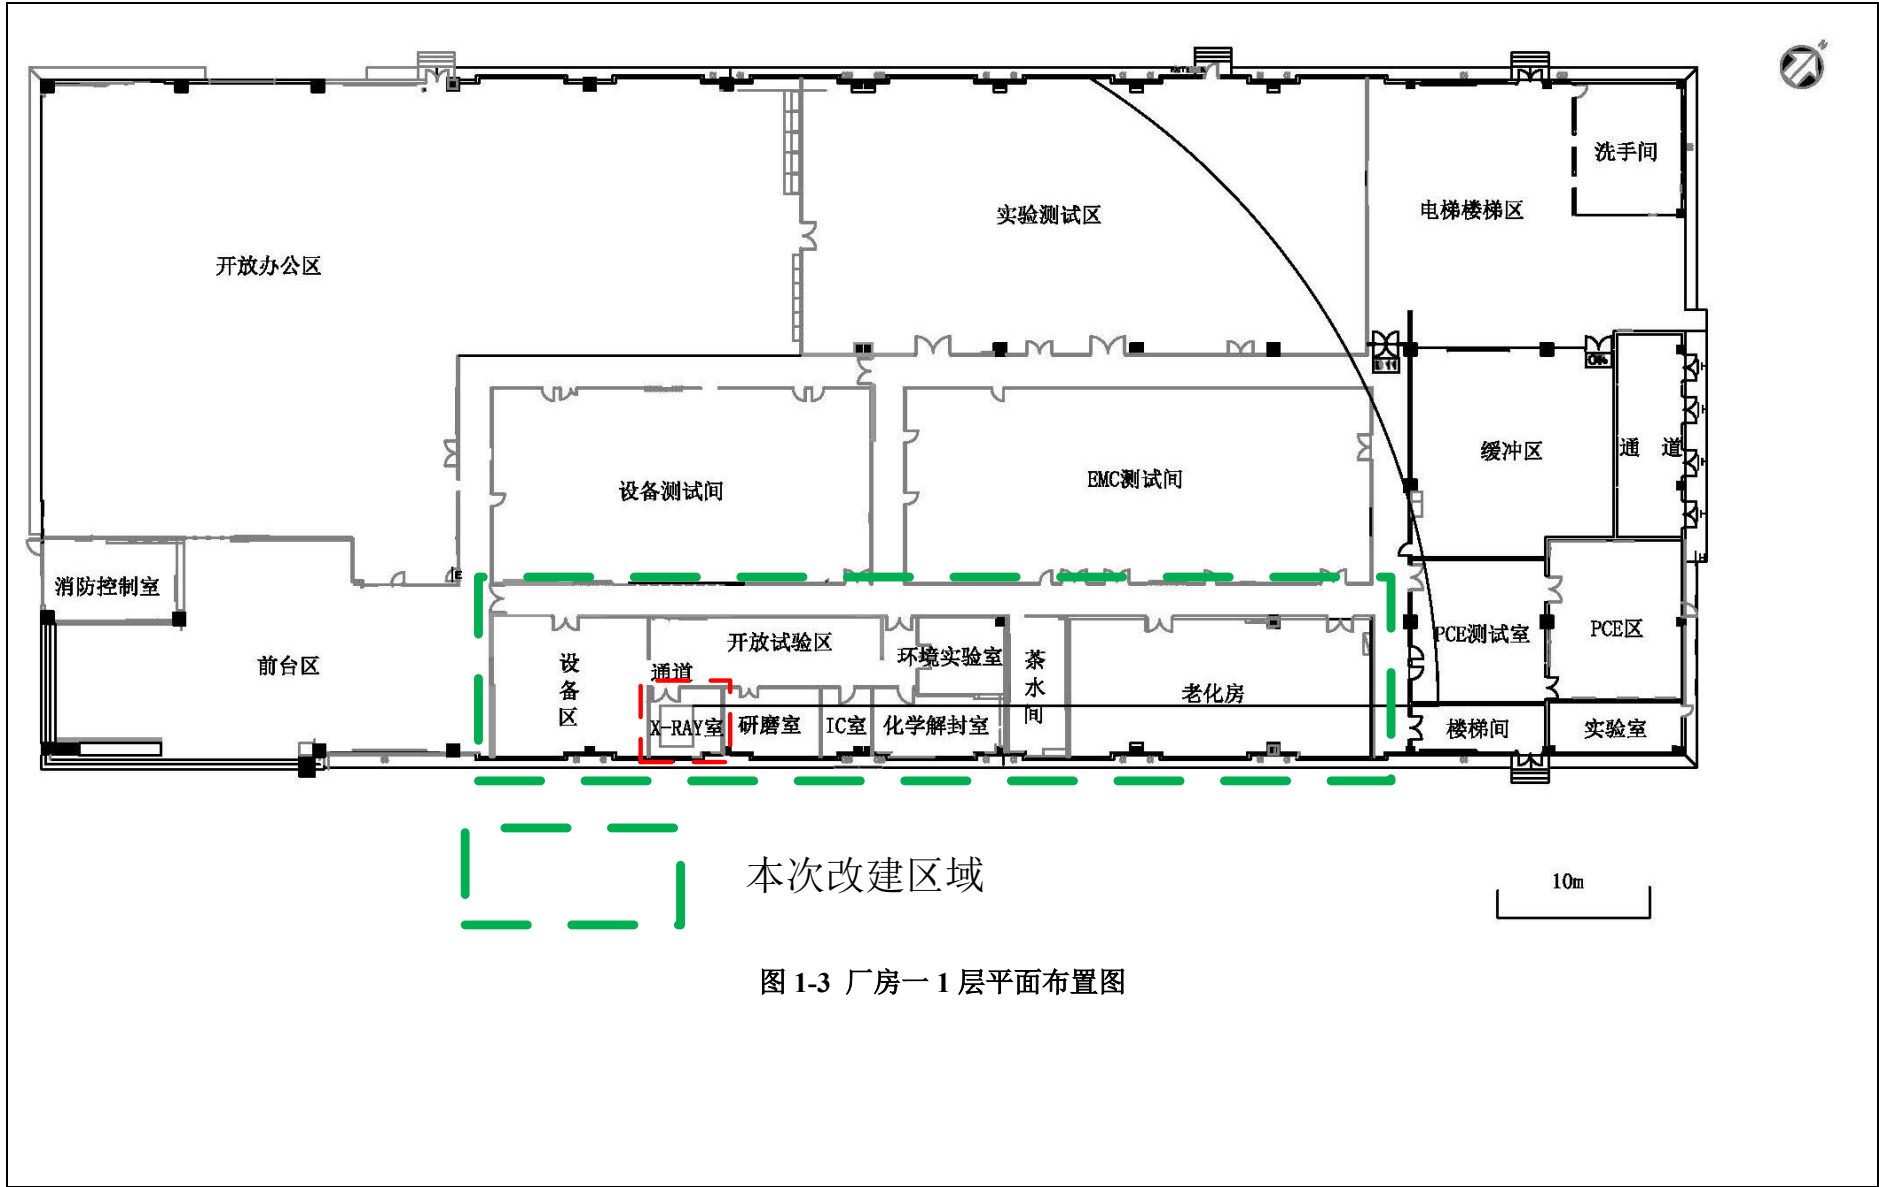 N
洗手间
实验测试区
电梯楼梯区
开放办公区
缓冲区
通 道
设备测试间
EMC测试间
消防控制室
PCE测试室
PCE区
前台区
设备区
开放试验区
通道
环境实验室
茶水间
老化房
X-RAY室
研磨室
IC室
化学解封室
楼梯间
实验室
本次改建区域
10m
图 1-3 厂房一 1 层平面布置图